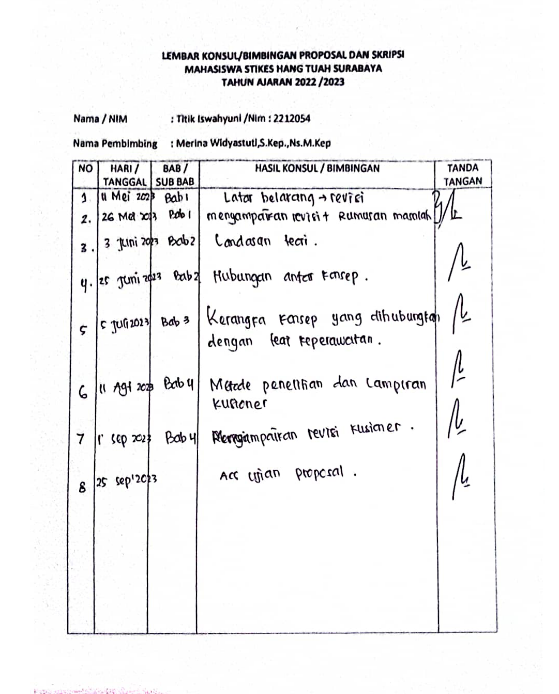 LEMBAR KONSUL/BIMBINGAN PROPOSAL DAN SKRIPSI
MAHASISWA STIKES HANG TUAH SURABAYA
TAHUN AJARAN 2022 /2023
Nama / NIM : Titik Iswahyuni /Nim : 2212054
Nama Pembimbing : Merina Widyastuti,S.Kep.,Ns.M.Kep
NO HARI / BAB / HASIL KONSUL / BIMBINGAN TANDA
TANGGAL SUB BAB TANGAN
1 11 Mei 2023 Bab 1 Latar belakang → revisi
2. 26 Mei 2023 Bab 1 mengampaikan revisi + Rumusan masalah
3. 3 Juni 2023 Bab 2 Landasan teori.
4. 25 Juni 2023 Bab 2 Hubungan antar konsep.
5 5 Juli 2023 Bab 3 Kerangka konsep yang dihubungkan
dengan teori keperawatan.
6 11 Agt 2023 Bab 4 Metode penelitian dan Lampiran
kusioner
7 1 sep 2023 Bab 4 Mengampaikan revisi kusioner.
8 25 sep'2023 Acc ujian proposal.